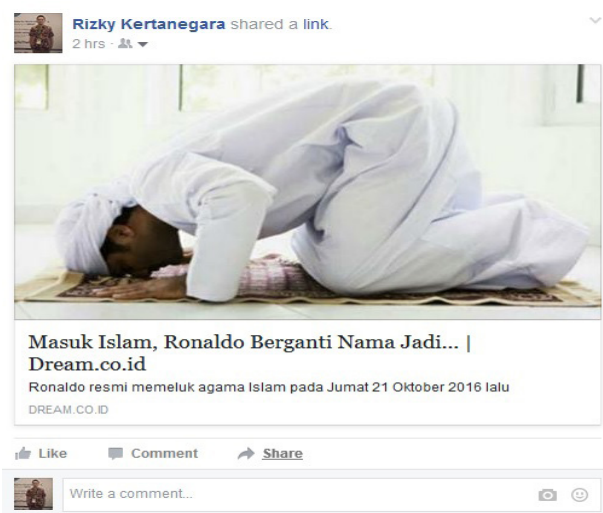 Rizky Kertanegara shared a link.
2 hrs ·
Masuk Islam, Ronaldo Berganti Nama Jadi... |
Dream.co.id
Ronaldo resmi memeluk agama Islam pada Jumat 21 Oktober 2016 lalu
DREAM.CO.ID
Like Comment Share
Write a comment...